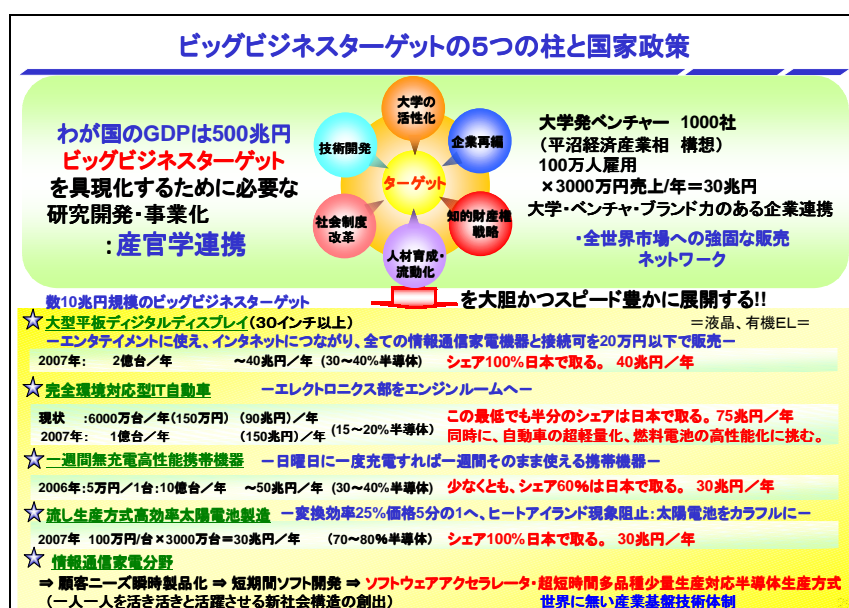 ビッグビジネスターゲットの5つの柱と国家政策
わが国のGDPは500兆円
ビッグビジネスターゲット
を具現化するために必要な
研究開発・事業化
:産官学連携
大学の
活性化
技術開発
企業再編
ターゲット
社会制度
改革
知的財産権
戦略
人材育成・
流動化
大学発ベンチャー 1000社
(平沼経済産業相 構想)
100万人雇用
×3000万円売上/年=30兆円
大学・ベンチャ・ブランド力のある企業連携
・全世界市場への強固な販売
ネットワーク
数10兆円規模のビッグビジネスターゲット
を大胆かつスピード豊かに展開する!!
☆大型平板ディジタルディスプレイ(30インチ以上) =液晶、有機EL=
-エンタテイメントに使え、インタネットにつながり、全ての情報通信家電機器と接続可を20万円以下で販売-
2007年: 2億台/年 ~40兆円/年 (30~40%半導体) シェア100%日本で取る。 40兆円/年
☆完全環境対応型IT自動車 -エレクトロニクス部をエンジンルームへ-
現状 :6000万台/年(150万円) (90兆円)/年 この最低でも半分のシェアは日本で取る。75兆円/年
2007年: 1億台/年 (150兆円)/年 (15~20%半導体) 同時に、自動車の超軽量化、燃料電池の高性能化に挑む。
☆一週間無充電高性能携帯機器 -日曜日に一度充電すれば一週間そのまま使える携帯機器-
2006年:5万円/1台:10億台/年 ~50兆円/年 (30~40%半導体) 少なくとも、シェア60%は日本で取る。 30兆円/年
☆流し生産方式高効率太陽電池製造 -変換効率25%価格5分の1へ、ヒートアイランド現象阻止:太陽電池をカラフルに-
2007年 100万円/台×3000万台=30兆円/年 (70~80%半導体) シェア100%日本で取る。 30兆円/年
☆ 情報通信家電分野
⇒ 顧客ニーズ瞬時製品化 ⇒ 短期間ソフト開発 ⇒ ソフトウェアアクセラレータ・超短時間多品種少量生産対応半導体生産方式
(一人一人を活き活きと活躍させる新社会構造の創出) 世界に無い産業基盤技術体制